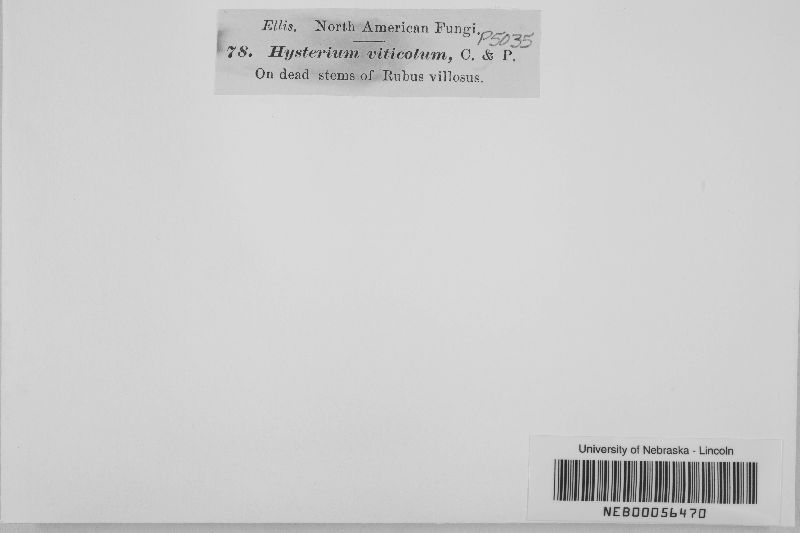 Ellis. North American Fungi.
P5035
78. Hysterium viticolum, C. & P.
On dead stems of Rubus villosus.
University of Nebraska - Lincoln
NEB00056470